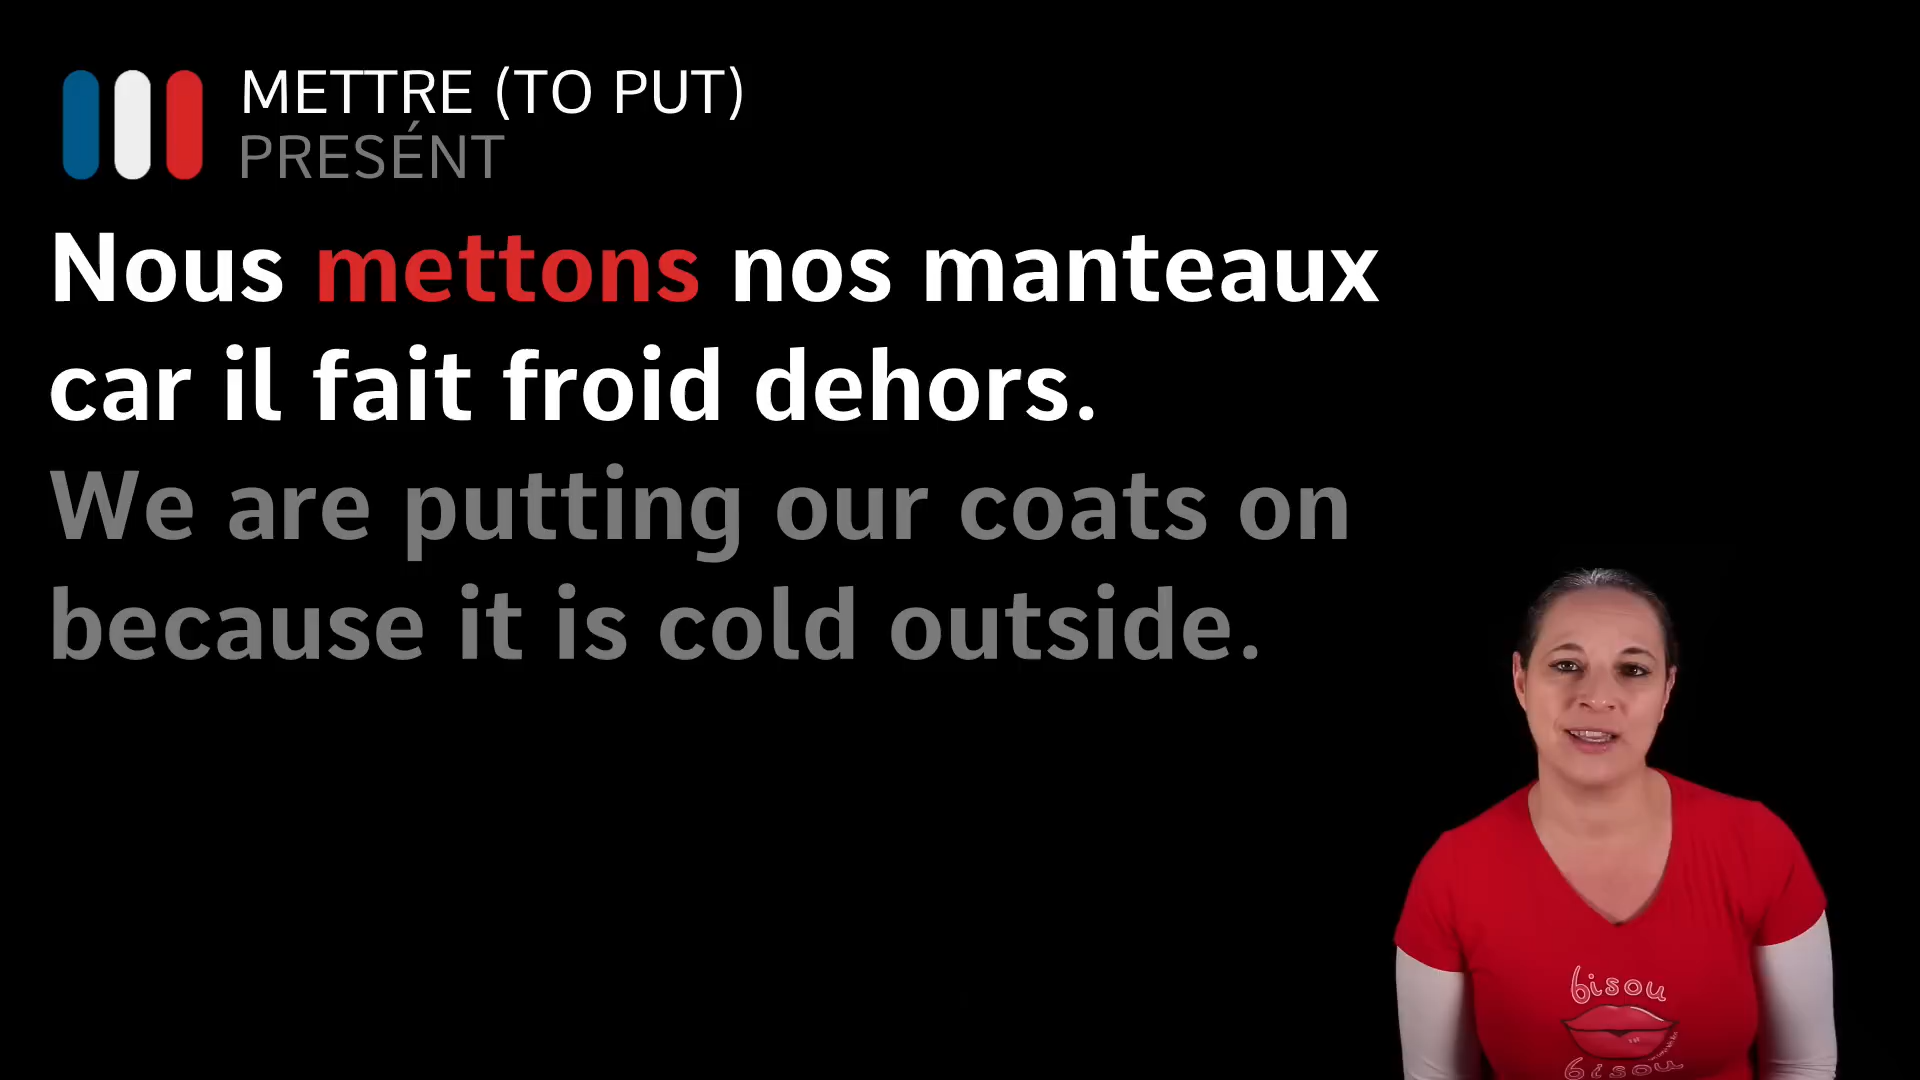 METTRE (TO PUT)
PRESÉNT
Nous mettons nos manteaux
car il fait froid dehors.
We are putting our coats on
because it is cold outside.
bisou
bisou